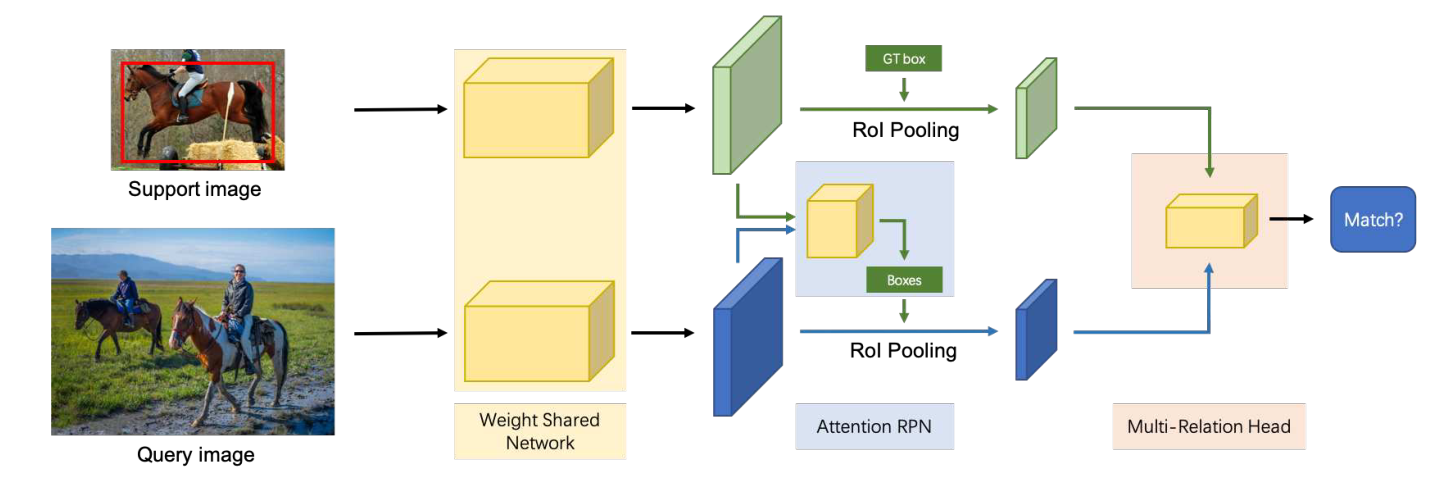 Support image
Query image
Weight Shared
Network
GT box
RoI Pooling
Boxes
RoI Pooling
Attention RPN
Multi-Relation Head
Match?